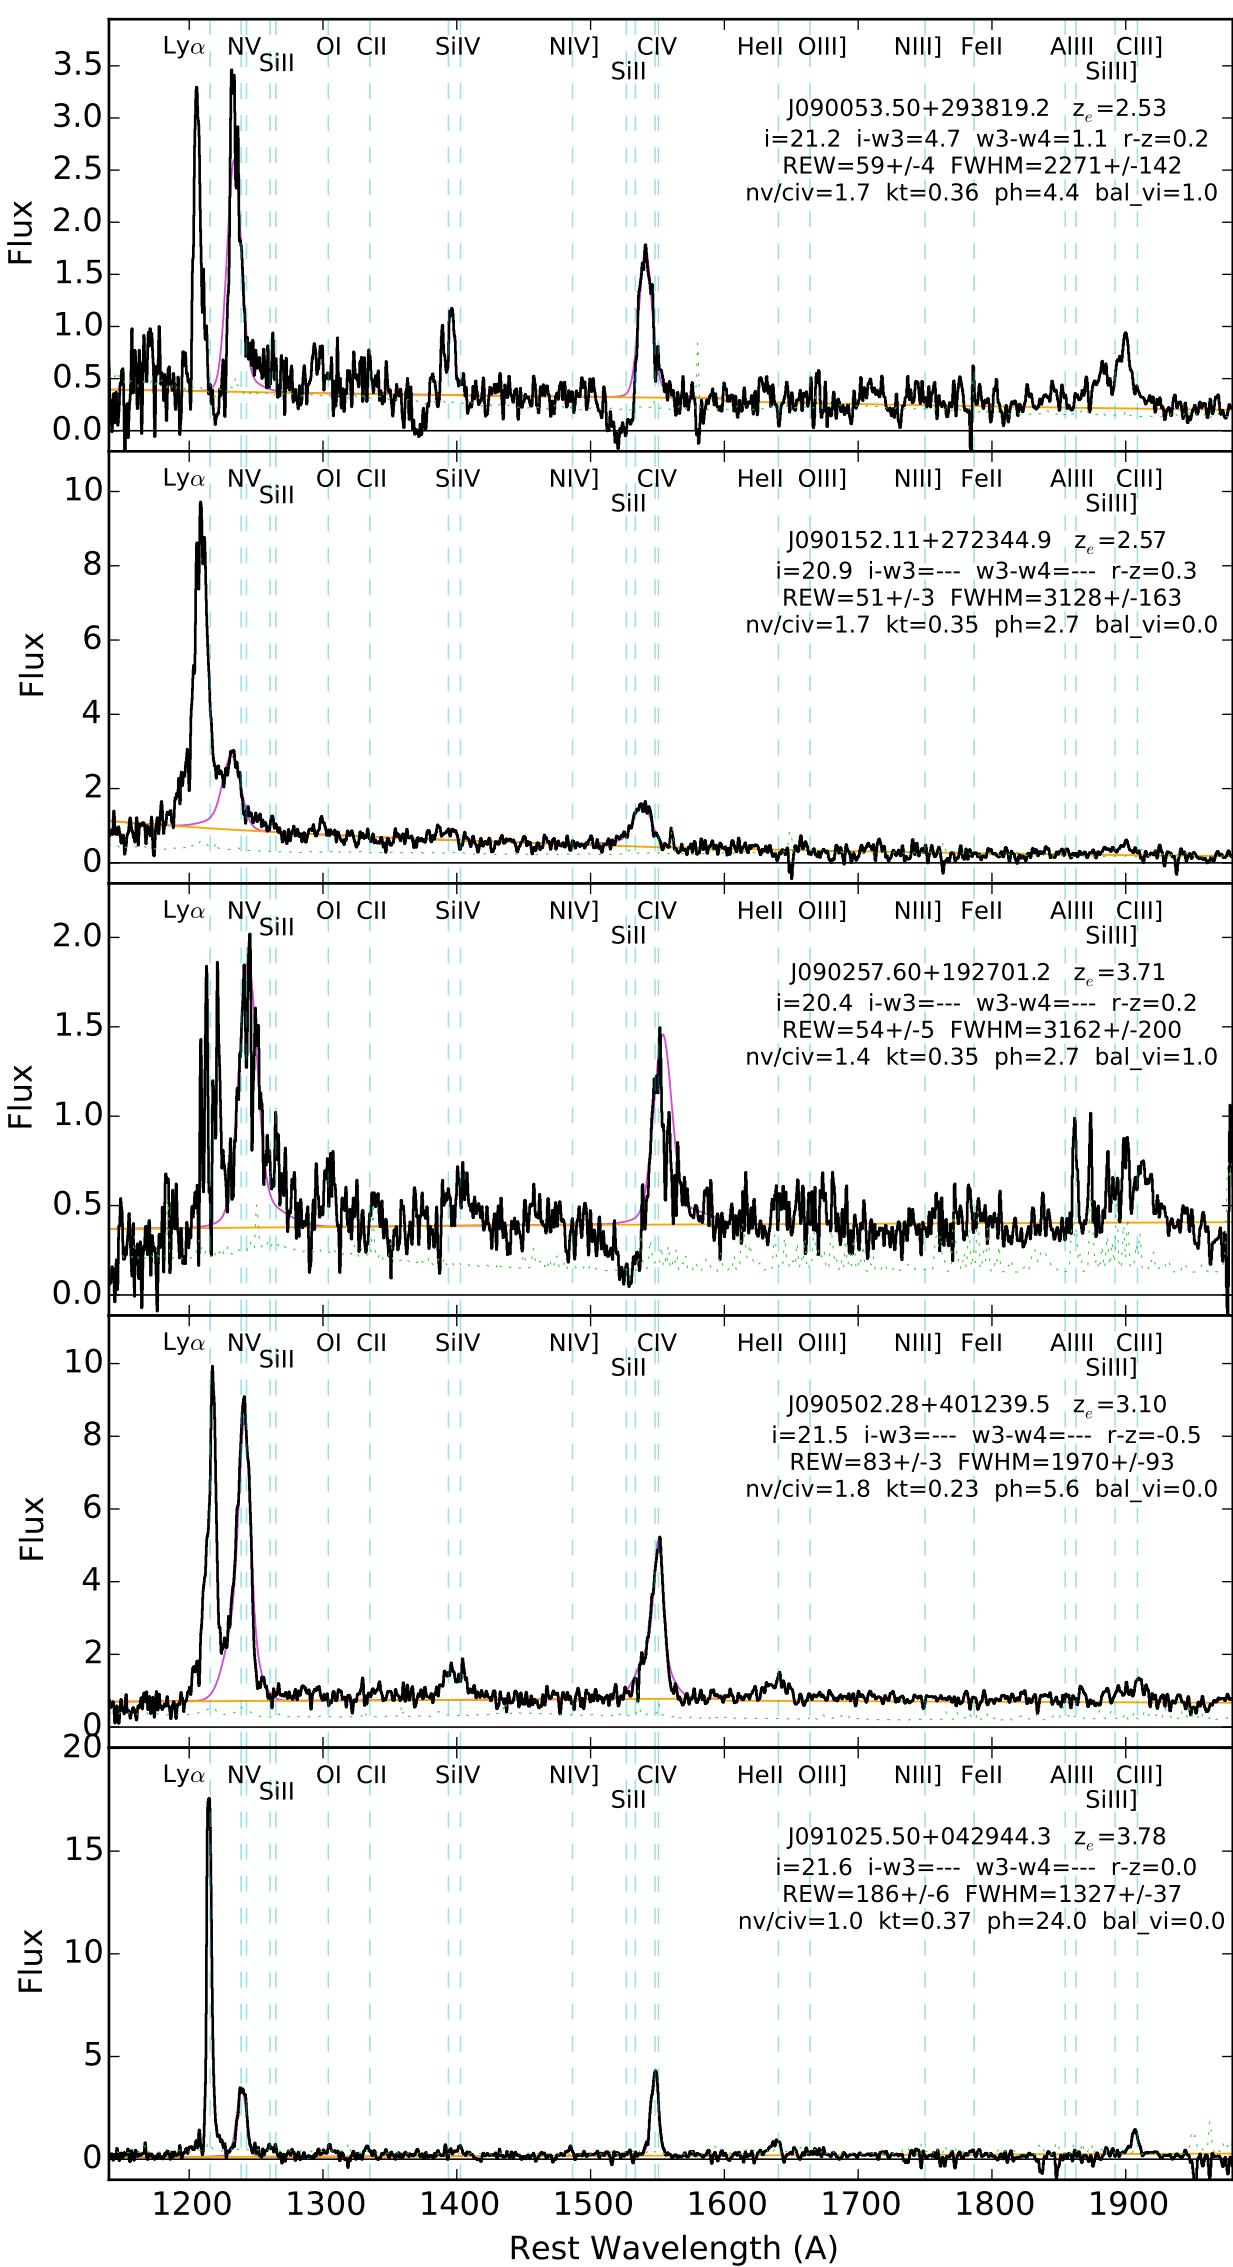 Lyα NV SiII OI CII SiIV NIV] SiII CIV HeII OIII] NIII] FeII AlIII SiIII] CIII]
J090053.50+293819.2 z_e=2.53
i=21.2 i-w3=4.7 w3-w4=1.1 r-z=0.2
REW=59+/-4 FWHM=2271+/-142
nv/civ=1.7 kt=0.36 ph=4.4 bal_vi=1.0
3.5
3.0
2.5
2.0
1.5
1.0
0.5
0.0
Flux
Lyα NV SiII OI CII SiIV NIV] SiII CIV HeII OIII] NIII] FeII AlIII SiIII] CIII]
J090152.11+272344.9 z_e=2.57
i=20.9 i-w3=--- w3-w4=--- r-z=0.3
REW=51+/-3 FWHM=3128+/-163
nv/civ=1.7 kt=0.35 ph=2.7 bal_vi=0.0
10
8
6
4
2
0
Flux
Lyα NV SiII OI CII SiIV NIV] SiII CIV HeII OIII] NIII] FeII AlIII SiIII] CIII]
J090257.60+192701.2 z_e=3.71
i=20.4 i-w3=--- w3-w4=--- r-z=0.2
REW=54+/-5 FWHM=3162+/-200
nv/civ=1.4 kt=0.35 ph=2.7 bal_vi=1.0
2.0
1.5
1.0
0.5
0.0
Flux
Lyα NV SiII OI CII SiIV NIV] SiII CIV HeII OIII] NIII] FeII AlIII SiIII] CIII]
J090502.28+401239.5 z_e=3.10
i=21.5 i-w3=--- w3-w4=--- r-z=-0.5
REW=83+/-3 FWHM=1970+/-93
nv/civ=1.8 kt=0.23 ph=5.6 bal_vi=0.0
10
8
6
4
2
0
Flux
Lyα NV SiII OI CII SiIV NIV] SiII CIV HeII OIII] NIII] FeII AlIII SiIII] CIII]
J091025.50+042944.3 z_e=3.78
i=21.6 i-w3=--- w3-w4=--- r-z=0.0
REW=186+/-6 FWHM=1327+/-37
nv/civ=1.0 kt=0.37 ph=24.0 bal_vi=0.0
20
15
10
5
0
Flux
1200 1300 1400 1500 1600 1700 1800 1900
Rest Wavelength (A)